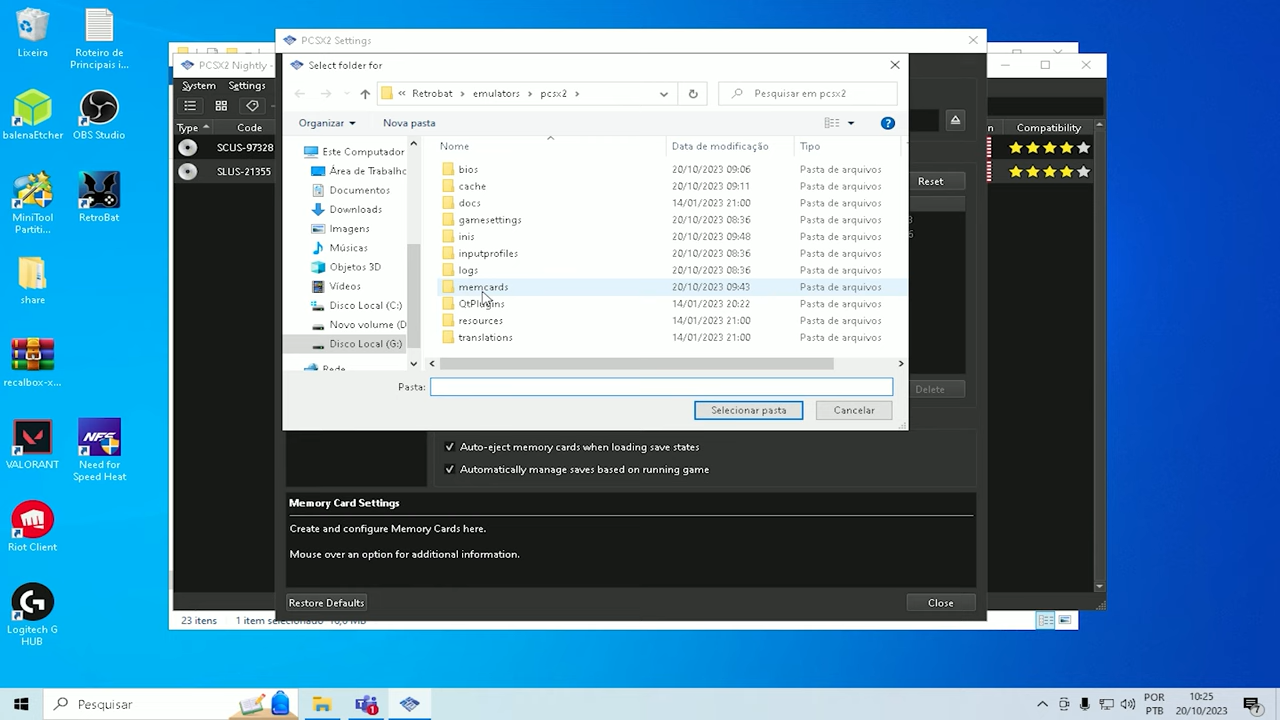 Lixeira
Roteiro de
Principais i...
balenaEtcher
OBS Studio
MiniTool
Partiti...
RetroBat
share
recalbox-x...
VALORANT
Need for
Speed Heat
Riot Client
Logitech G
HUB
PCSX2 Settings
PCSX2 Nightly -
System
Settings
Type
Code
SCUS-97328
SLUS-21355
Compatibility
Reset
Delete
Select folder for
Retrobat
emulators
pcsx2
Pesquisar em pcsx2
Organizar
Nova pasta
Este Computador
Área de Trabalho
Documentos
Downloads
Imagens
Músicas
Objetos 3D
Vídeos
Disco Local (C:)
Novo volume (D
Disco Local (G:)
Rede
Nome
Data de modificação
Tipo
bios 20/10/2023 09:06 Pasta de arquivos
cache 20/10/2023 09:11 Pasta de arquivos
docs 14/01/2023 21:00 Pasta de arquivos
gamesettings 20/10/2023 08:36 Pasta de arquivos
inis 20/10/2023 09:48 Pasta de arquivos
inputprofiles 20/10/2023 08:36 Pasta de arquivos
logs 20/10/2023 08:36 Pasta de arquivos
memcards 20/10/2023 09:43 Pasta de arquivos
QtPlugins 14/01/2023 20:22 Pasta de arquivos
resources 14/01/2023 21:00 Pasta de arquivos
translations 14/01/2023 21:00 Pasta de arquivos
Pasta:
Selecionar pasta
Cancelar
Auto-eject memory cards when loading save states
Automatically manage saves based on running game
Memory Card Settings
Create and configure Memory Cards here.
Mouse over an option for additional information.
Restore Defaults
Close
23 itens
1 item selecionado
Pesquisar
POR
PTB
10:25
20/10/2023
7